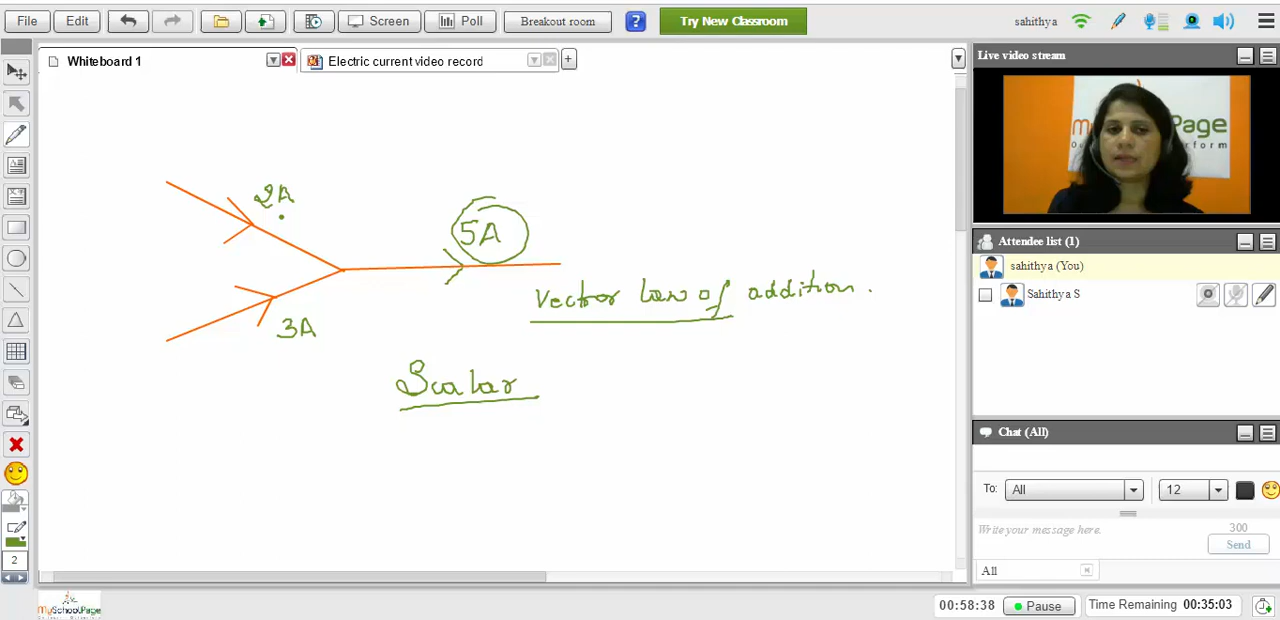 File Edit Screen Poll Breakout room ? Try New Classroom sahithya
Whiteboard 1 Electric current video record +
Live video stream
MySchoolPage
Attendee list (1)
sahithya (You)
Sahithya S
2A
5A
Vector law of addition.
3A
Scalar
Chat (All)
To: All 12
Write your message here. 300
Send
All
2
MySchoolPage
00:58:38 Pause Time Remaining 00:35:03